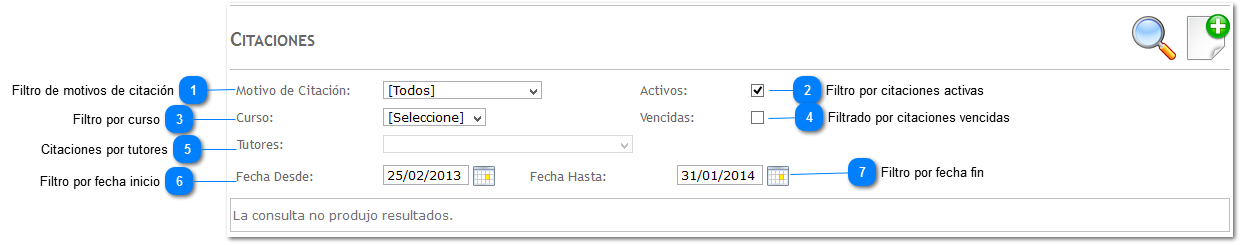 CITACIONES
Filtro de motivos de citación 1 Motivo de Citación: [Todos] Activos: 2 Filtro por citaciones activas
Filtro por curso 3 Curso: [Seleccione] Vencidas: 4 Filtrado por citaciones vencidas
Citaciones por tutores 5 Tutores:
Filtro por fecha inicio 6 Fecha Desde: 25/02/2013 Fecha Hasta: 31/01/2014 7 Filtro por fecha fin
La consulta no produjo resultados.